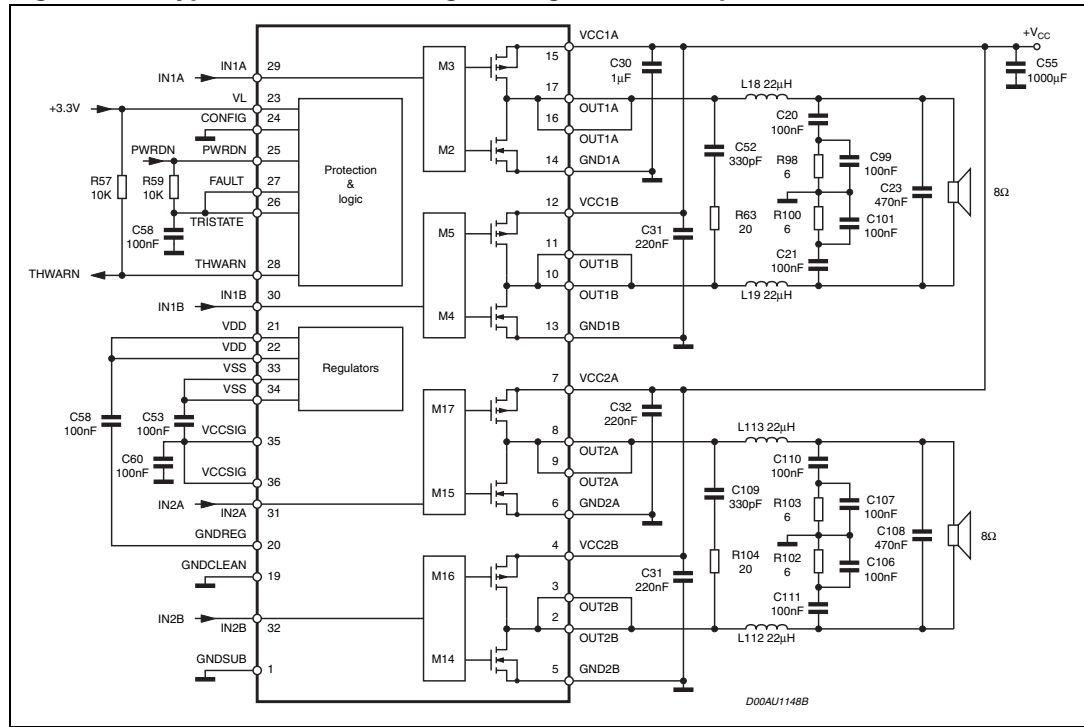 VCC1A
+VCC
15
IN1A
IN1A
29
M3
C30
1µF
C55
1000µF
17
OUT1A
L18 22µH
+3.3V
VL
23
CONFIG
24
16
OUT1A
C20
100nF
PWRDN
PWRDN
25
M2
14
GND1A
C52
330pF
R98
6
C99
100nF
C23
470nF
8Ω
R57
10K
R59
10K
FAULT
27
Protection
&
logic
26
TRISTATE
12
VCC1B
C58
100nF
M5
C31
220nF
R63
20
R100
6
C101
100nF
11
OUT1B
C21
100nF
THWARN
THWARN
28
10
OUT1B
L19 22µH
IN1B
IN1B
30
M4
13
GND1B
VDD
21
VDD
22
VSS
33
VSS
34
Regulators
7
VCC2A
C58
100nF
C53
100nF
M17
C32
220nF
8
OUT2A
L113 22µH
VCCSIG
35
C60
100nF
9
OUT2A
C110
100nF
VCCSIG
36
IN2A
IN2A
31
M15
6
GND2A
C109
330pF
R103
6
C107
100nF
C108
470nF
8Ω
GNDREG
20
4
VCC2B
GNDCLEAN
19
M16
C31
220nF
R104
20
R102
6
C106
100nF
3
OUT2B
C111
100nF
IN2B
IN2B
32
2
OUT2B
L112 22µH
GNDSUB
1
M14
5
GND2B
D00AU1148B